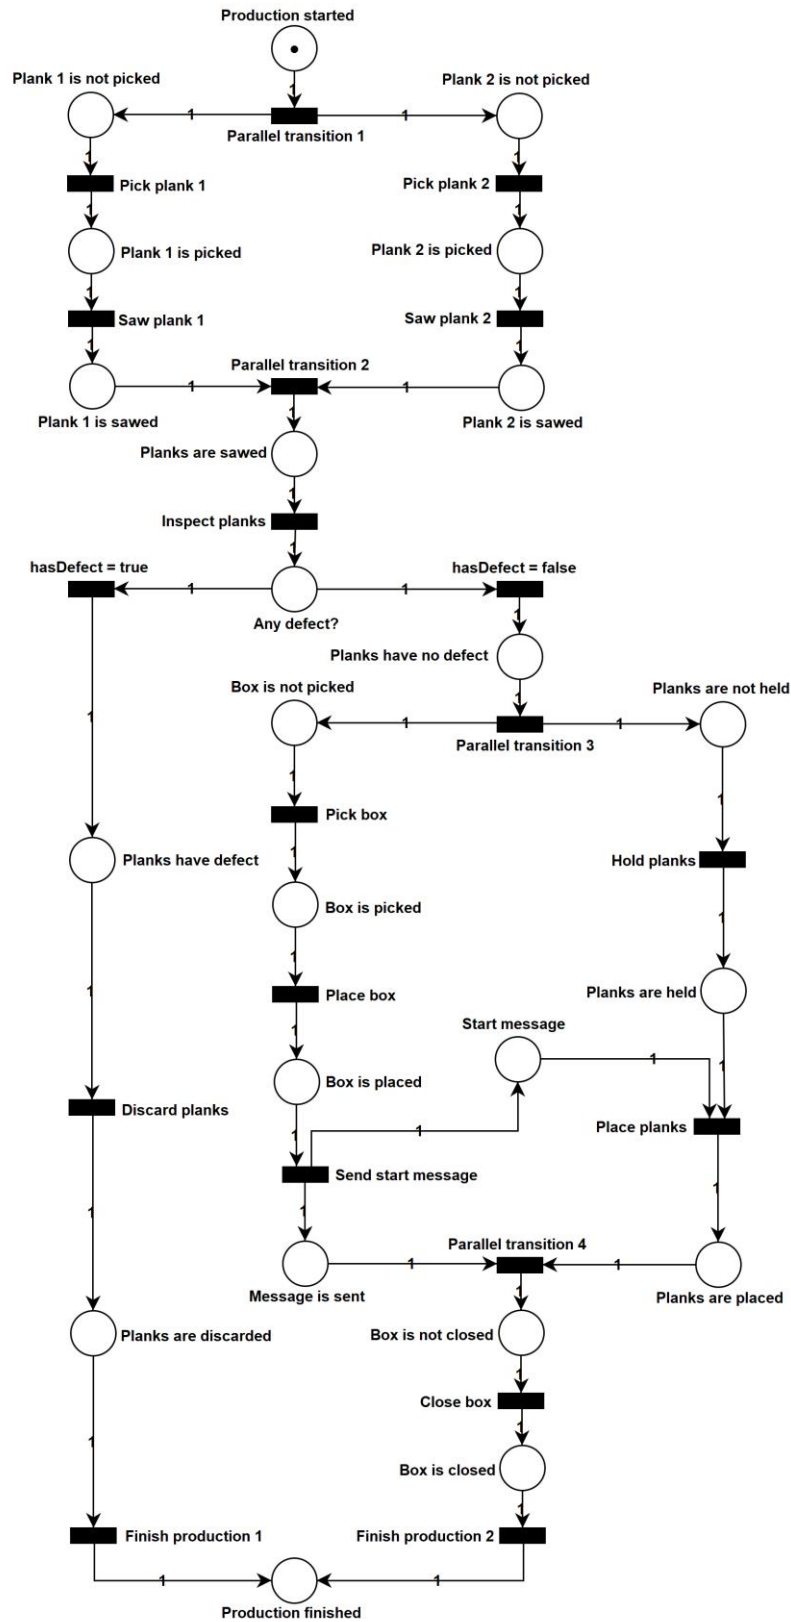 Production started
1
Plank 1 is not picked
Plank 2 is not picked
1
1
Parallel transition 1
1
1
Pick plank 1
Pick plank 2
1
1
Plank 1 is picked
Plank 2 is picked
1
1
Saw plank 1
Saw plank 2
1
1
Parallel transition 2
1
1
Plank 1 is sawed
Plank 2 is sawed
1
Planks are sawed
1
Inspect planks
1
hasDefect = true
hasDefect = false
1
1
1
Any defect?
Planks have no defect
Box is not picked
Planks are not held
1
1
1
1
Parallel transition 3
1
1
Pick box
1
Hold planks
Planks have defect
1
Box is picked
1
1
1
Planks are held
Place box
Start message
1
1
1
Box is placed
Discard planks
Place planks
1
1
Send start message
1
1
1
Parallel transition 4
1
1
Message is sent
Planks are placed
1
Planks are discarded
Box is not closed
1
Close box
1
1
Box is closed
1
Finish production 1
Finish production 2
1
1
Production finished